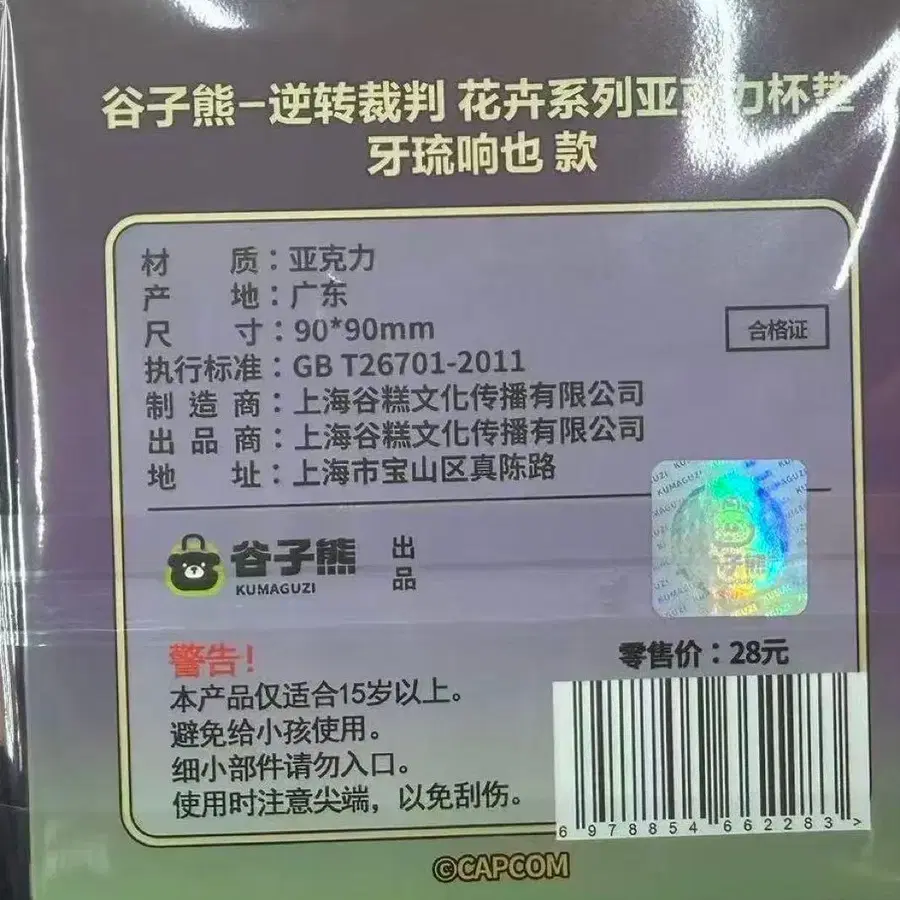 谷子熊-逆转裁判 花卉系列亚克力杯垫
牙琉响也 款
材 质：亚克力
产 地：广东
尺 寸：90*90mm
执行标准：GB T26701-2011
制 造 商：上海谷糕文化传播有限公司
出 品 商：上海谷糕文化传播有限公司
地 址：上海市宝山区真陈路
合格证
谷子熊
KUMAGUZI
出品
子熊
KUMAGUZI
零售价：28元
警告！
本产品仅适合15岁以上。
避免给小孩使用。
细小部件请勿入口。
使用时注意尖端，以免刮伤。
6 978854 662283 >
©CAPCOM